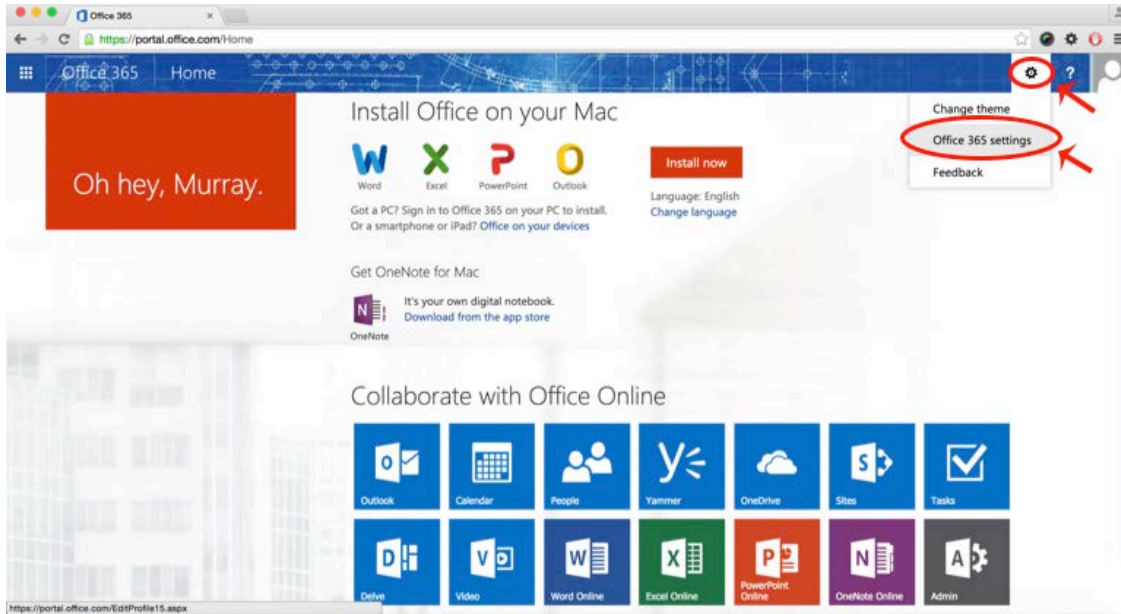 Office 365
https://portal.office.com/Home
Office 365 Home
?
Oh hey, Murray.
Install Office on your Mac
Word Excel PowerPoint Outlook
Install now
Got a PC? Sign in to Office 365 on your PC to install.
Or a smartphone or iPad? Office on your devices
Language: English
Change language
Change theme
Office 365 settings
Feedback
Get OneNote for Mac
It's your own digital notebook.
Download from the app store
OneNote
Collaborate with Office Online
Outlook Calendar People Yammer OneDrive Sites Tasks
Delve Video Word Online Excel Online PowerPoint Online OneNote Online Admin
https://portal.office.com/EditProfile15.aspx